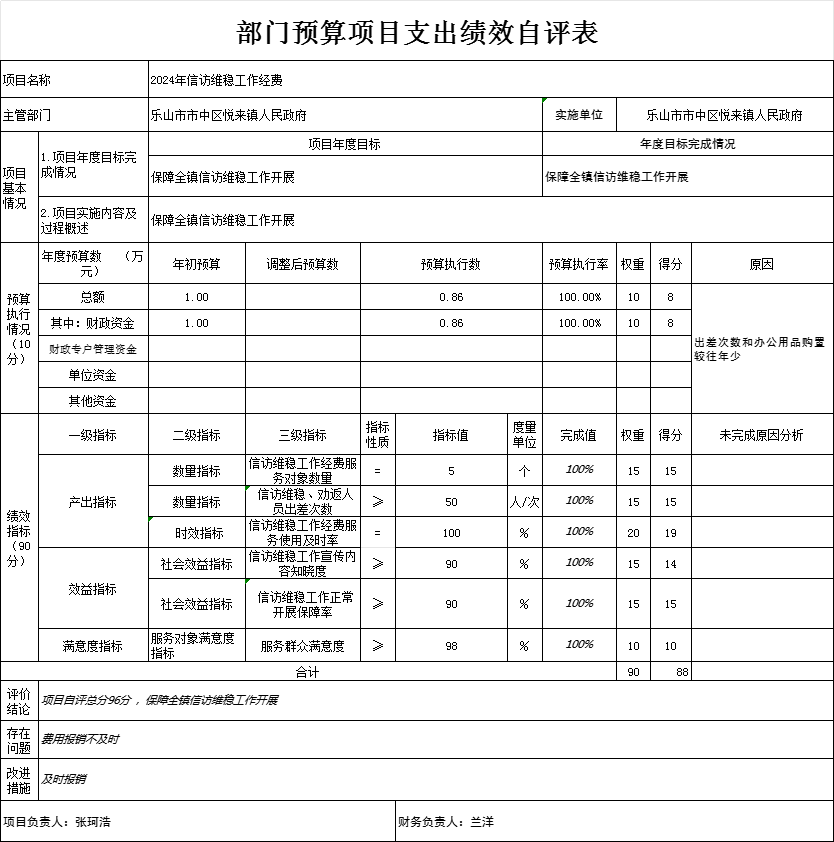 部门预算项目支出绩效自评表
项目名称 2024年信访维稳工作经费
主管部门 乐山市市中区悦来镇人民政府 实施单位 乐山市市中区悦来镇人民政府
项目
基本
情况
1.项目年度目标完
成情况
项目年度目标 年度目标完成情况
保障全镇信访维稳工作开展 保障全镇信访维稳工作开展
2.项目实施内容及
过程概述
保障全镇信访维稳工作开展
预算
执行
情况
（10
分）
年度预算数 （万
元）
年初预算 调整后预算数 预算执行数 预算执行率 权重 得分 原因
总额 1.00 0.86 100.00% 10 8
其中：财政资金 1.00 0.86 100.00% 10 8
财政专户管理资金
单位资金
其他资金
出差次数和办公用品购置
较往年少
绩效
指标
（90
分）
一级指标 二级指标 三级指标 指标
性质
指标值 度量
单位
完成值 权重 得分 未完成原因分析
产出指标
数量指标 信访维稳工作经费服
务对象数量
= 5 个 100% 15 15
数量指标 信访维稳、劝返人
员出差次数
≥ 50 人/次 100% 15 15
时效指标 信访维稳工作经费服
务使用及时率
= 100 % 100% 20 19
效益指标
社会效益指标 信访维稳工作宣传内
容知晓度
≥ 90 % 100% 15 14
社会效益指标 信访维稳工作正常
开展保障率
≥ 90 % 100% 15 15
满意度指标 服务对象满意度
指标
服务群众满意度 ≥ 98 % 100% 10 10
合计 90 88
评价
结论
项目自评总分96分，保障全镇信访维稳工作开展
存在
问题
费用报销不及时
改进
措施
及时报销
项目负责人：张珂浩 财务负责人：兰洋